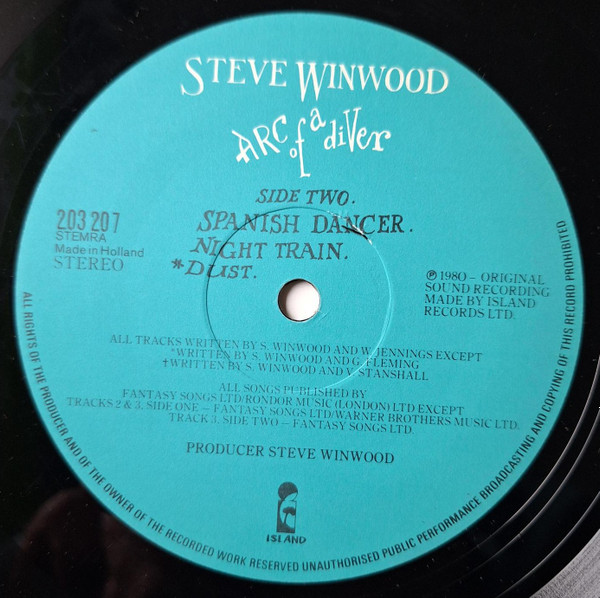 STEVE WINWOOD
ARC of a diVer
SIDE TWO.
SPANISH DANCER.
NIGHT TRAIN.
*DUST.
203 207
STEMRA
Made in Holland
STEREO
℗ 1980 – ORIGINAL
SOUND RECORDING
MADE BY ISLAND
RECORDS LTD.
ALL TRACKS WRITTEN BY S. WINWOOD AND W. JENNINGS EXCEPT
*WRITTEN BY S. WINWOOD AND G. FLEMING
†WRITTEN BY S. WINWOOD AND V. STANSHALL
ALL SONGS PUBLISHED BY
FANTASY SONGS LTD/RONDOR MUSIC (LONDON) LTD EXCEPT
TRACKS 2 & 3, SIDE ONE – FANTASY SONGS LTD/WARNER BROTHERS MUSIC LTD.
TRACK 3, SIDE TWO – FANTASY SONGS LTD.
PRODUCER STEVE WINWOOD
ISLAND
ALL RIGHTS OF THE PRODUCER AND OF THE OWNER OF THE RECORDED WORK RESERVED UNAUTHORISED PUBLIC PERFORMANCE BROADCASTING AND COPYING OF THIS RECORD PROHIBITED